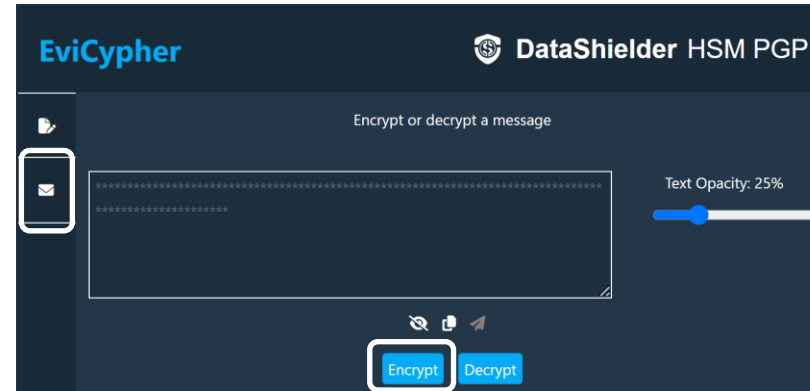 EviCypher
DataShielder HSM PGP
Encrypt or decrypt a message
********************************************************************************
*********************
Text Opacity: 25%
Encrypt
Decrypt